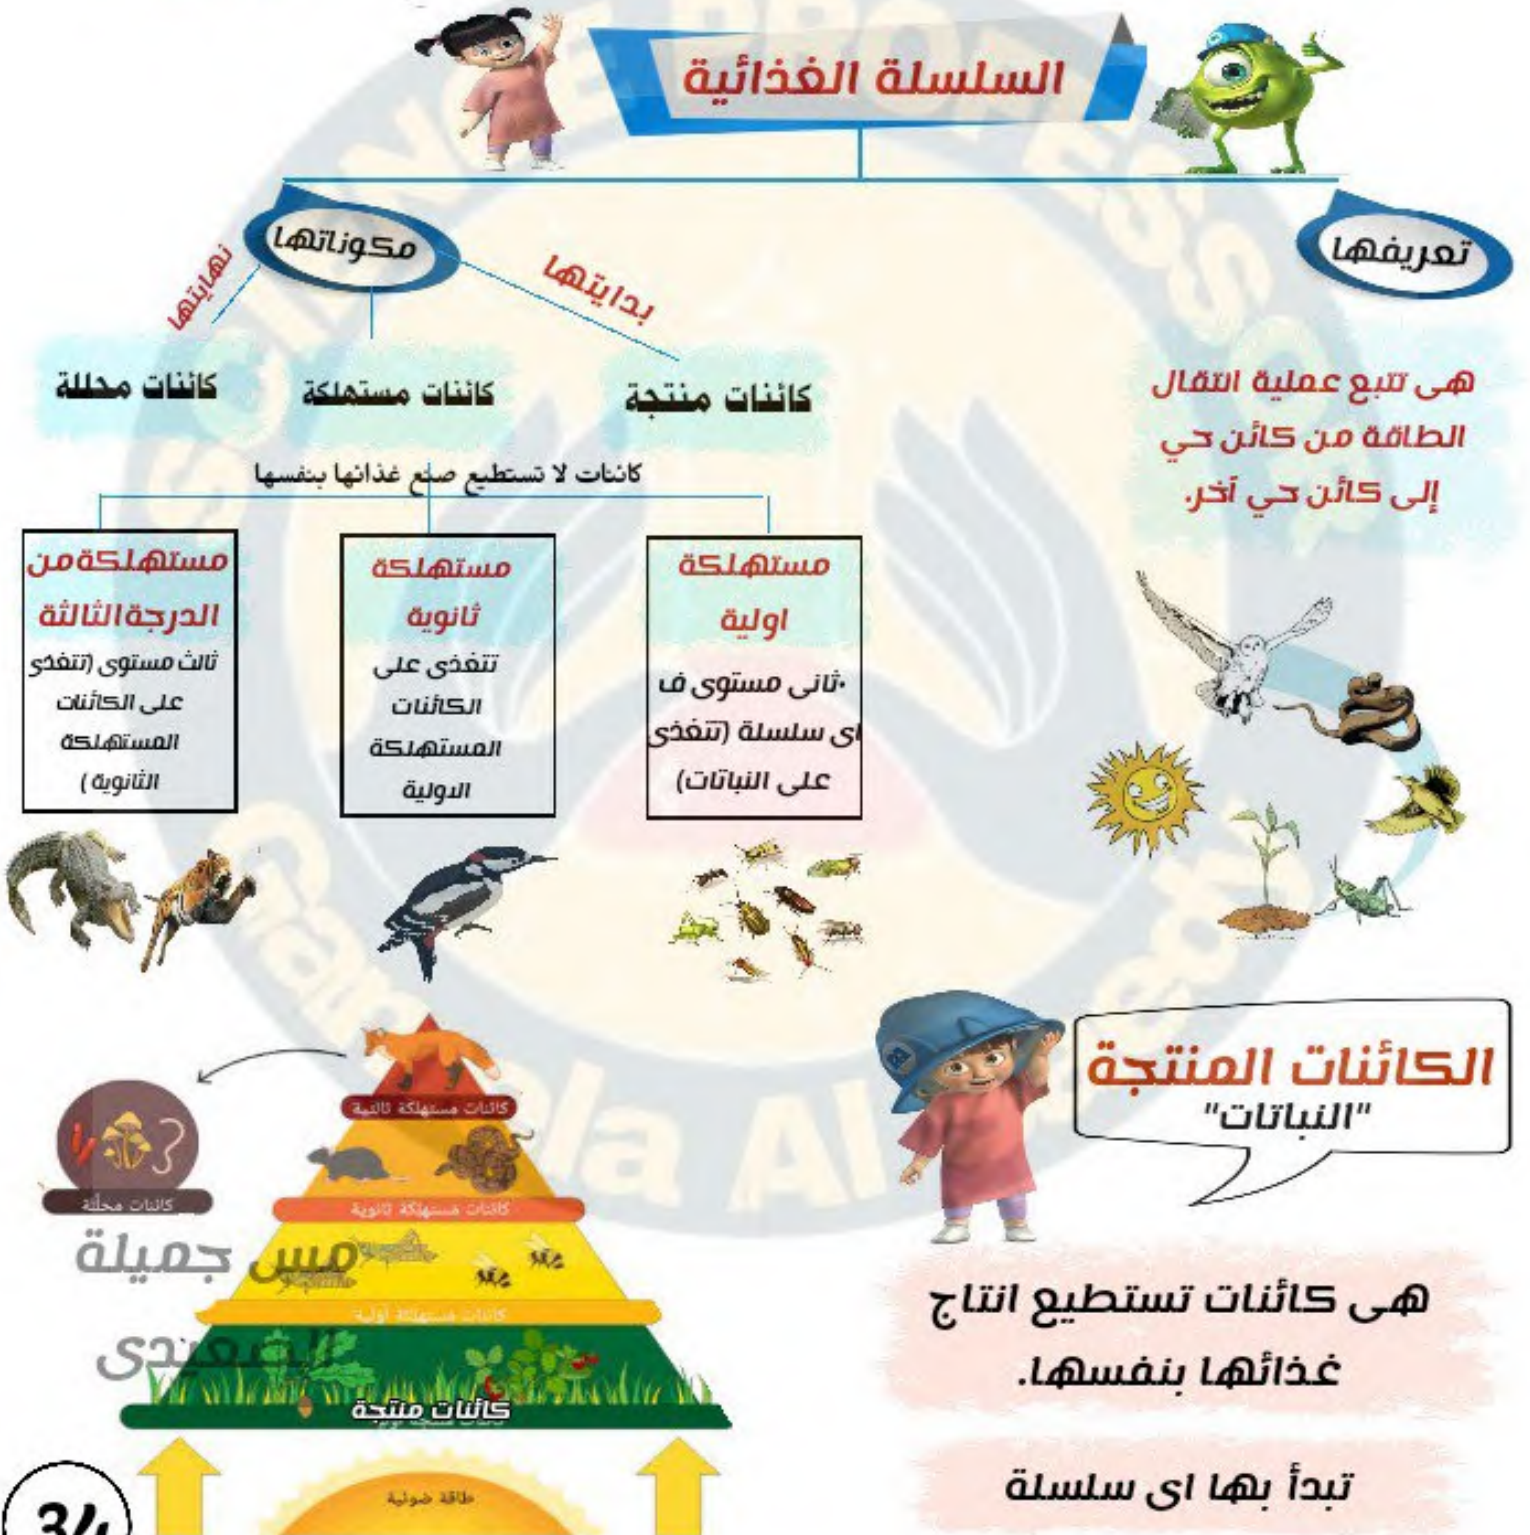 السلسلة الغذائية
تعريفها
هى تتبع عملية انتقال
الطاقة من كائن حي
إلى كائن حي آخر.
مكوناتها
بدايتها
نهايتها
كائنات منتجة
كائنات مستهلكة
كائنات محللة
كائنات لا تستطيع صنع غذائها بنفسها
مستهلكة
اولية
ثانى مستوى ف
اى سلسلة (تتغذى
على النباتات)
مستهلكة
ثانوية
تتغذى على
الكائنات
المستهلكة
الاولية
مستهلكة من
الدرجة الثالثة
ثالث مستوى (تتغذى
على الكائنات
المستهلكة
الثانوية )
الكائنات المنتجة
"النباتات"
هى كائنات تستطيع انتاج
غذائها بنفسها.
تبدأ بها اى سلسلة
كائنات مستهلكة ثالثية
كائنات مستهلكة ثانوية
كائنات مستهلكة أولية
كائنات منتجة
كائنات محللة
مس جميلة
الصعيدى
طاقة ضوئية
34
SCIENCE PROFESSOR